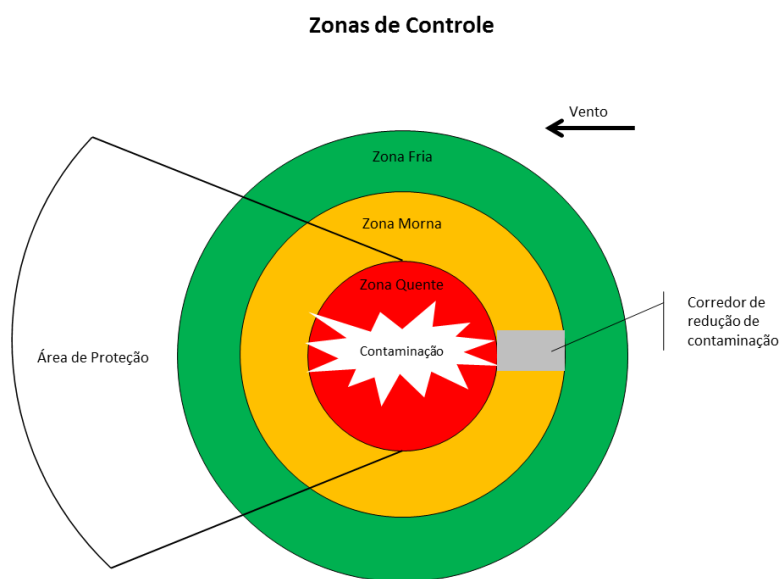 Zonas de Controle
Vento
Zona Fria
Zona Morna
Zona Quente
Contaminação
Corredor de
redução de
contaminação
Área de Proteção